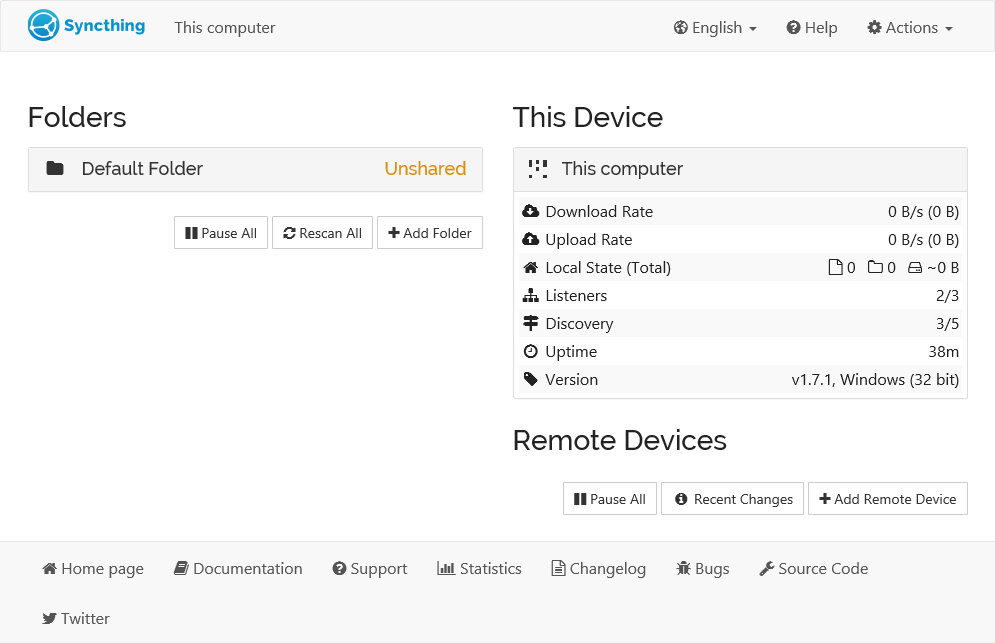 Syncthing This computer English Help Actions
Folders
Default Folder Unshared
Pause All Rescan All Add Folder
This Device
This computer
Download Rate 0 B/s (0 B)
Upload Rate 0 B/s (0 B)
Local State (Total) 0 0 ~0 B
Listeners 2/3
Discovery 3/5
Uptime 38m
Version v1.7.1, Windows (32 bit)
Remote Devices
Pause All Recent Changes Add Remote Device
Home page Documentation Support Statistics Changelog Bugs Source Code
Twitter